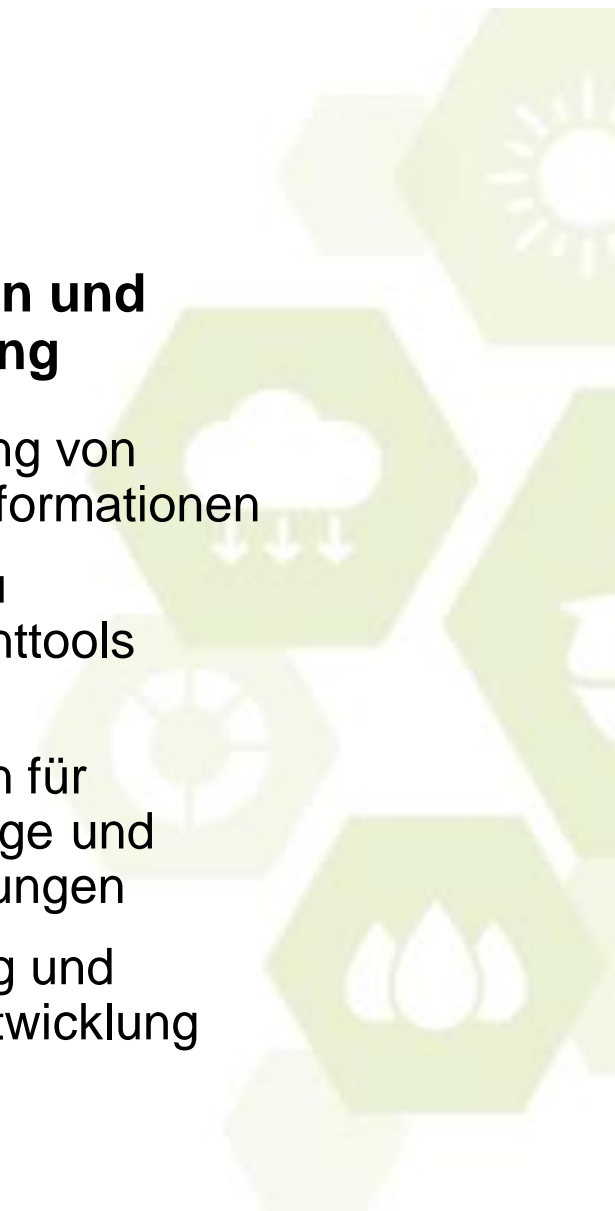 n und
ng
ng von
formationen
nttools
n für
ge und
ungen
g und
twicklung